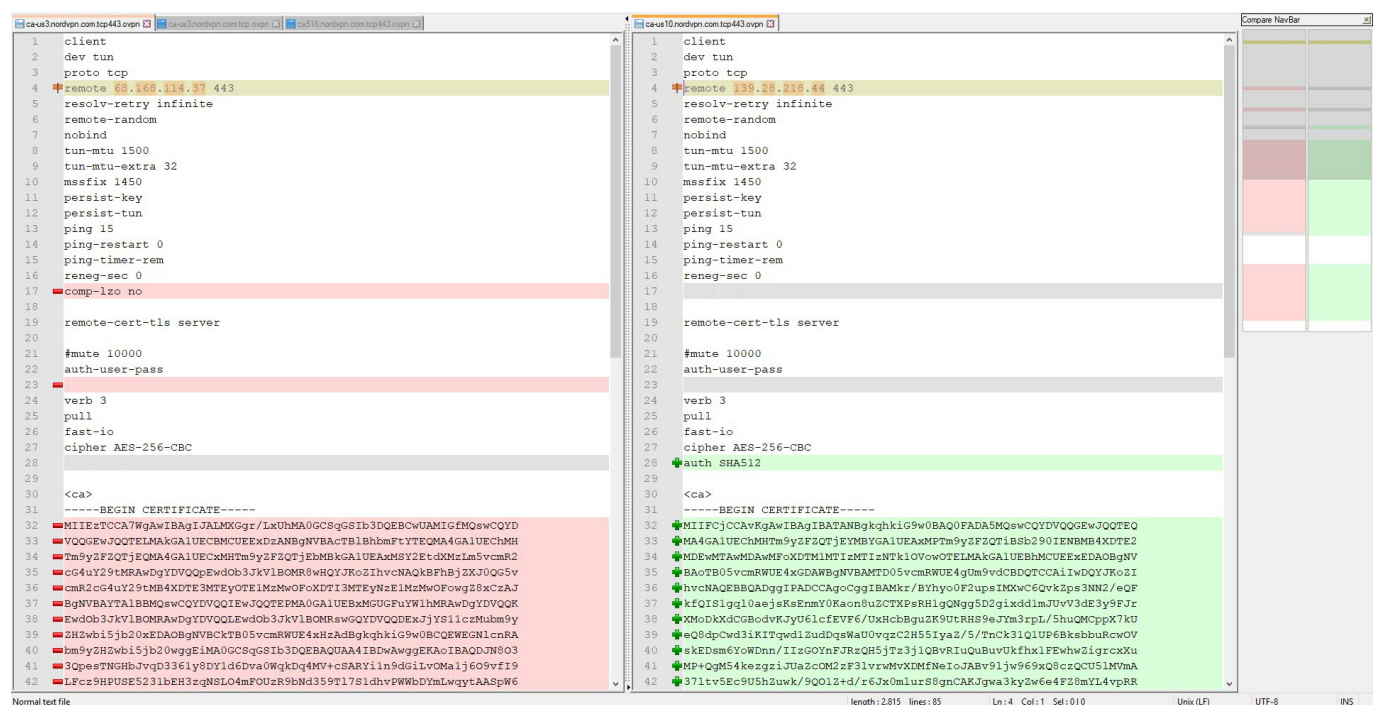 ca-us3.nordvpn.com.tcp443.ovpn
ca-us3.nordvpn.com.tcp.ovpn
ca516.nordvpn.com.tcp443.ovpn
1 client
2 dev tun
3 proto tcp
4 remote 68.168.114.37 443
5 resolv-retry infinite
6 remote-random
7 nobind
8 tun-mtu 1500
9 tun-mtu-extra 32
10 mssfix 1450
11 persist-key
12 persist-tun
13 ping 15
14 ping-restart 0
15 ping-timer-rem
16 reneg-sec 0
17 comp-lzo no
18
19 remote-cert-tls server
20
21 #mute 10000
22 auth-user-pass
23
24 verb 3
25 pull
26 fast-io
27 cipher AES-256-CBC
28
29
30 <ca>
31 -----BEGIN CERTIFICATE-----
32 MIIEzTCCA7WgAwIBAgIJALMXGgr/LxUhMA0GCSqGSIb3DQEBCwUAMIGfMQswCQYD
33 VQQGEwJQQTELMAkGA1UECBMCUEExDzANBgNVBAcTBlBhbmFtYTEQMA4GA1UEChMH
34 Tm9yZFZQTjEQMA4GA1UECxMHTm9yZFZQTjEbMBkGA1UEAxMSY2EtdXMzLm5vcmR2
35 cG4uY29tMRAwDgYDVQQpEwdOb3JkVlBOMR8wHQYJKoZIhvcNAQkBFhBjZXJ0QG5v
36 cmR2cG4uY29tMB4XDTE3MTEyOTE1MzMwOFoXDTI3MTEyNzE1MzMwOFowgZ8xCzAJ
37 BgNVBAYTAlBBMQswCQYDVQQIEwJQQTEPMA0GA1UEBxMGUGFuYW1hMRAwDgYDVQQK
38 EwdOb3JkVlBOMRAwDgYDVQQLEwdOb3JkVlBOMRswGQYDVQQDExJjYS11czMubm9y
39 ZHZwbi5jb20xEDAOBgNVBCkTB05vcmRWUE4xHzAdBgkqhkiG9w0BCQEWEGNlcnRA
40 bm9yZHZwbi5jb20wggEiMA0GCSqGSIb3DQEBAQUAA4IBDwAwggEKAoIBAQDJN8O3
41 3QpesTNGHbJvqD3361y8DY1d6Dva0WqkDq4MV+cSARYi1n9dGiLvOMa1j6O9vfI9
42 LFcz9HPUSE5231bEH3zqNSLO4mFOUzR9bNd359Tl7S1dhvPWWbDYmLwqytAASpW6
ca-us10.nordvpn.com.tcp443.ovpn
1 client
2 dev tun
3 proto tcp
4 remote 139.28.218.44 443
5 resolv-retry infinite
6 remote-random
7 nobind
8 tun-mtu 1500
9 tun-mtu-extra 32
10 mssfix 1450
11 persist-key
12 persist-tun
13 ping 15
14 ping-restart 0
15 ping-timer-rem
16 reneg-sec 0
17
18
19 remote-cert-tls server
20
21 #mute 10000
22 auth-user-pass
23
24 verb 3
25 pull
26 fast-io
27 cipher AES-256-CBC
28 auth SHA512
29
30 <ca>
31 -----BEGIN CERTIFICATE-----
32 MIIFCjCCAvKgAwIBAgIBATANBgkqhkiG9w0BAQ0FADA5MQswCQYDVQQGEwJQQTEQ
33 MA4GA1UEChMHTm9yZFZQTjEYMBYGA1UEAxMPTm9yZFZQTiBSb290IENBMB4XDTE2
34 MDEwMTAwMDAwMFoXDTM1MTIzMTIzNTk1OVowOTELMAkGA1UEBhMCUEExEDAOBgNV
35 BAoTB05vcmRWUE4xGDAWBgNVBAMTD05vcmRWUE4gUm9vdCBDQTCCAiIwDQYJKoZI
36 hvcNAQEBBQADggIPADCCAgoCggIBAMkr/BYhyo0F2upsIMXwC6QvkZps3NN2/eQF
37 kfQIS1gql0aejsKsEnmY0Kaon8uZCTXPsRH1gQNgg5D2gixdd1mJUvV3dE3y9FJr
38 XMoDkXdCGBodvKJyU6lcfEVF6/UxHcbBguZK9UtRHS9eJYm3rpL/5huQMCppX7kU
39 eQ8dpCwd3iKITqwd1ZudDqsWaU0vqzC2H55IyaZ/5/TnCk31Q1UP6BksbbuRcwOV
40 skEDsm6YoWDnn/IIzGOYnFJRzQH5jTz3j1QBvRIuQuBuvUkfhx1FEwhwZigrcxXu
41 MP+QgM54kezgziJUaZcOM2zF3lvrwMvXDMfNeIoJABv9ljw969xQ8czQCU5lMVmA
42 37ltv5Ec9U5hZuwk/9QO1Z+d/r6Jx0mlurS8gnCAKJgwa3kyZw6e4FZ8mYL4vpRR
Compare NavBar
Normal text file
length : 2.815 lines : 85
Ln : 4 Col : 1 Sel : 0 | 0
Unix (LF)
UTF-8
INS